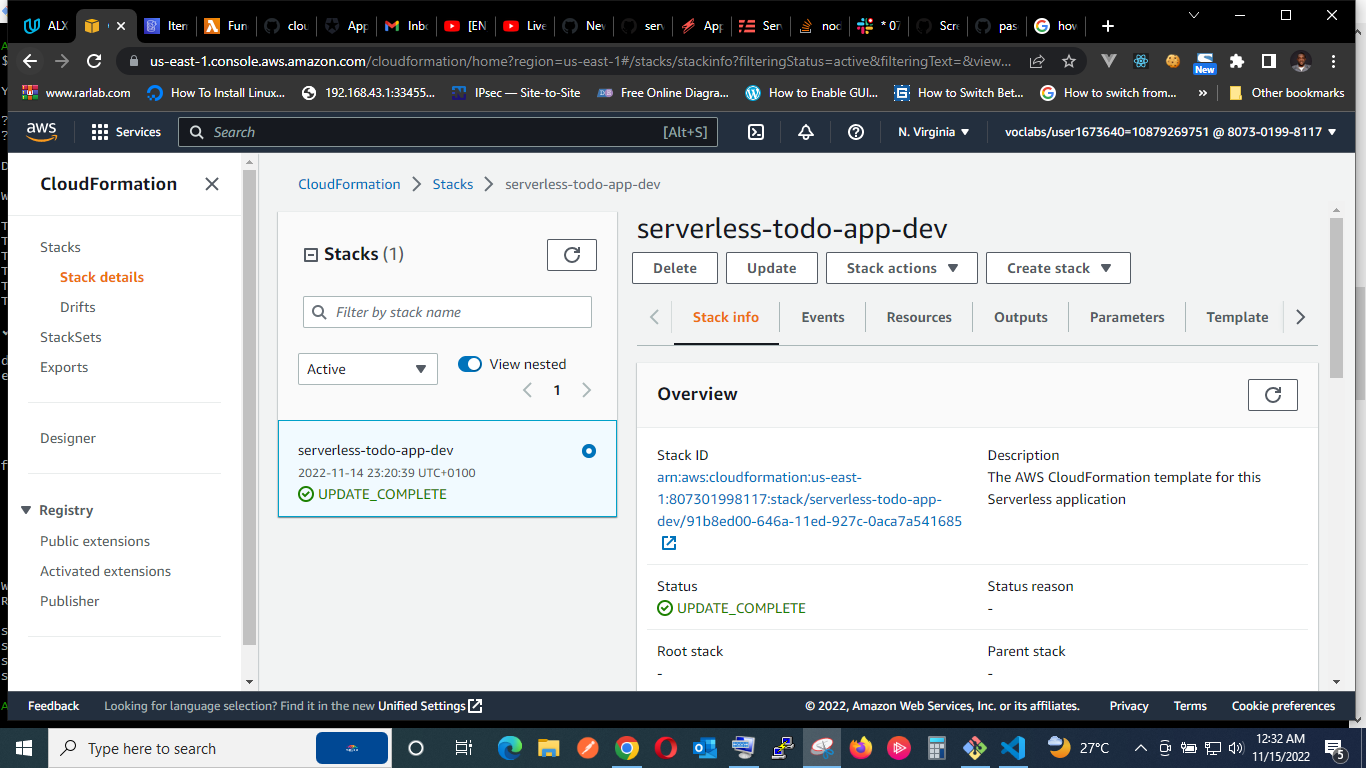 ALX
Iter
Fun
clou
App
Inbo
[EN
Live
Nev
serv
App
Ser
nod
* 07
Scre
pas
how
us-east-1.console.aws.amazon.com/cloudformation/home?region=us-east-1#/stacks/stackinfo?filteringStatus=active&filteringText=&view...
New
www.rarlab.com
How To Install Linux...
192.168.43.1:33455...
IPsec — Site-to-Site
Free Online Diagra...
How to Enable GUI...
How to Switch Bet...
How to switch from...
»
Other bookmarks
aws
Services
Search
[Alt+S]
N. Virginia
voclabs/user1673640=10879269751 @ 8073-0199-8117
CloudFormation
CloudFormation
Stacks
serverless-todo-app-dev
Stacks
Stack details
Drifts
StackSets
Exports
Designer
Registry
Public extensions
Activated extensions
Publisher
Stacks (1)
Filter by stack name
Active
View nested
1
serverless-todo-app-dev
2022-11-14 23:20:39 UTC+0100
UPDATE_COMPLETE
serverless-todo-app-dev
Delete
Update
Stack actions
Create stack
Stack info
Events
Resources
Outputs
Parameters
Template
Overview
Stack ID
arn:aws:cloudformation:us-east-
1:807301998117:stack/serverless-todo-app-
dev/91b8ed00-646a-11ed-927c-0aca7a541685
Description
The AWS CloudFormation template for this
Serverless application
Status
UPDATE_COMPLETE
Status reason
-
Root stack
-
Parent stack
-
Feedback
Looking for language selection? Find it in the new Unified Settings
© 2022, Amazon Web Services, Inc. or its affiliates.
Privacy
Terms
Cookie preferences
Type here to search
27°C
12:32 AM
11/15/2022
5